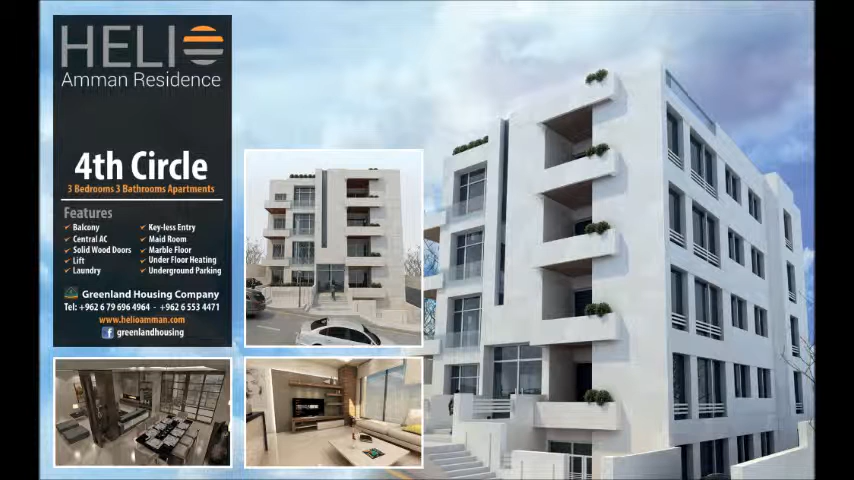 HELIO
Amman Residence
4th Circle
3 Bedrooms 3 Bathrooms Apartments
Features
✓ Balcony ✓ Key-less Entry
✓ Central AC ✓ Maid Room
✓ Solid Wood Doors ✓ Marble Floor
✓ Lift ✓ Under Floor Heating
✓ Laundry ✓ Underground Parking
Greenland Housing Company
Tel: +962 6 79 696 4964 - +962 6 553 4471
www.helioamman.com
f greenlandhousing